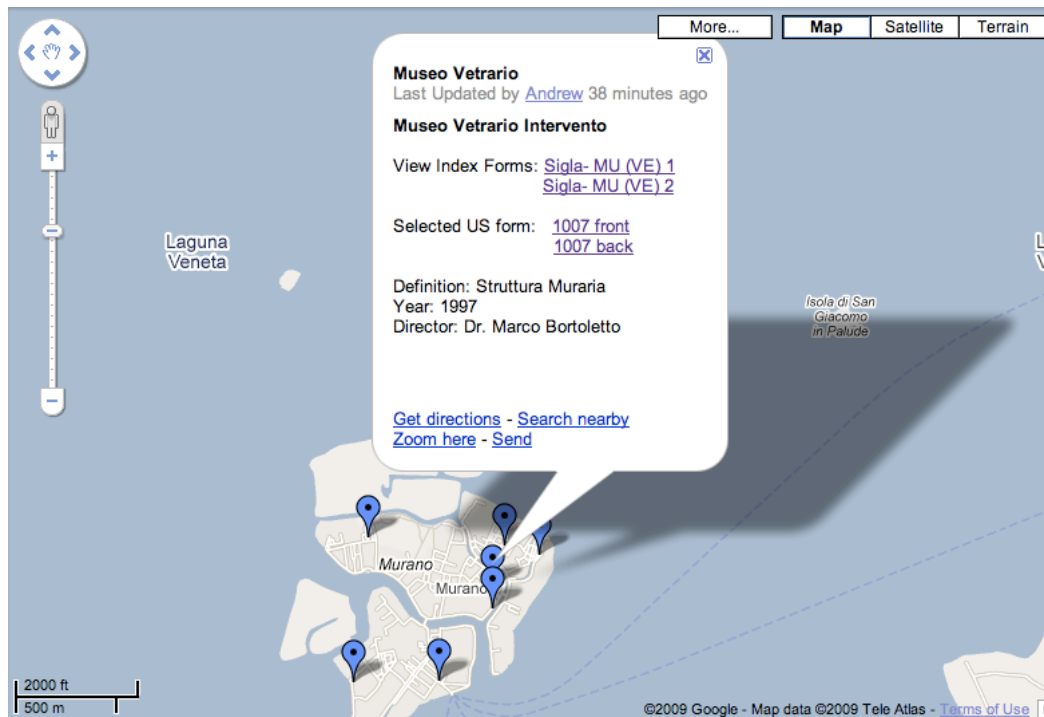 More...
Map
Satellite
Terrain
Museo Vetrario
Last Updated by Andrew 38 minutes ago
Museo Vetrario Intervento
View Index Forms: Sigla- MU (VE) 1
Sigla- MU (VE) 2
Selected US form: 1007 front
1007 back
Definition: Struttura Muraria
Year: 1997
Director: Dr. Marco Bortoletto
Get directions - Search nearby
Zoom here - Send
Laguna
Veneta
Isola di San
Giacomo
in Palude
Murano
Murano
2000 ft
500 m
©2009 Google - Map data ©2009 Tele Atlas - Terms of Use